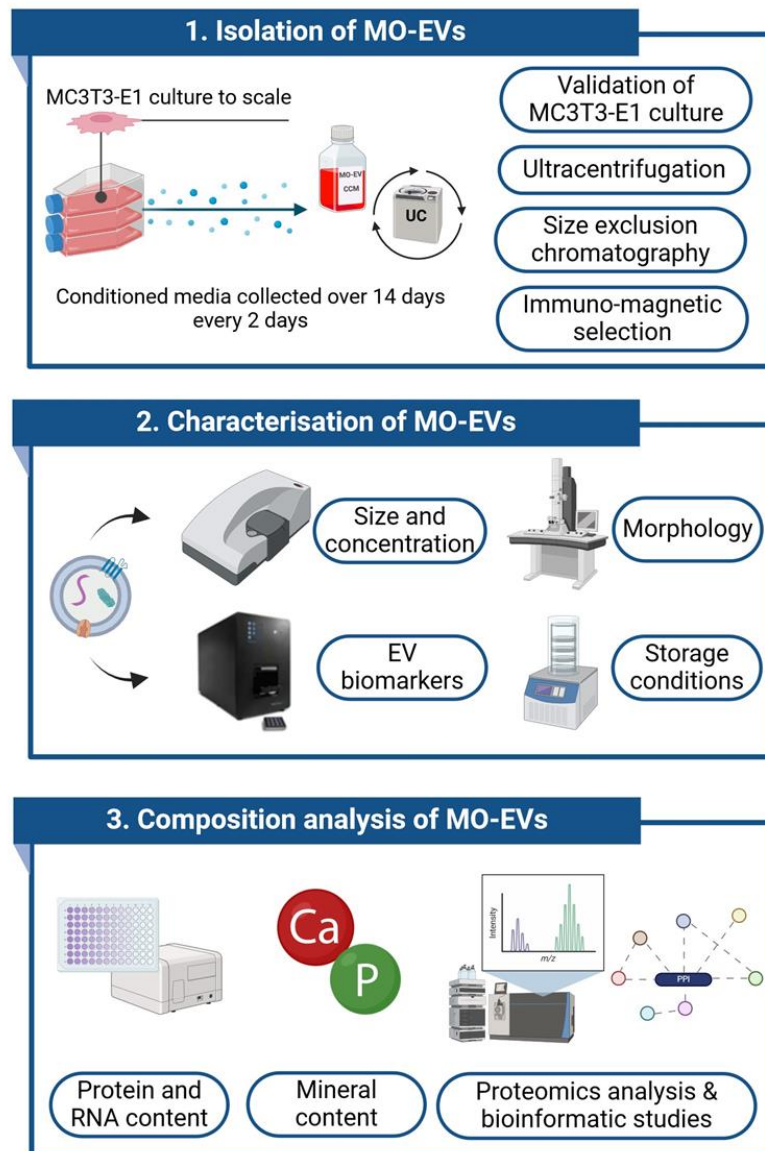 1. Isolation of MO-EVs
MC3T3-E1 culture to scale
MO-EV
CCM
UC
Conditioned media collected over 14 days
every 2 days
Validation of
MC3T3-E1 culture
Ultracentrifugation
Size exclusion
chromatography
Immuno-magnetic
selection
2. Characterisation of MO-EVs
Size and
concentration
Morphology
EV
biomarkers
Storage
conditions
3. Composition analysis of MO-EVs
Ca
P
Intensity
m/z
PPI
Protein and
RNA content
Mineral
content
Proteomics analysis &
bioinformatic studies